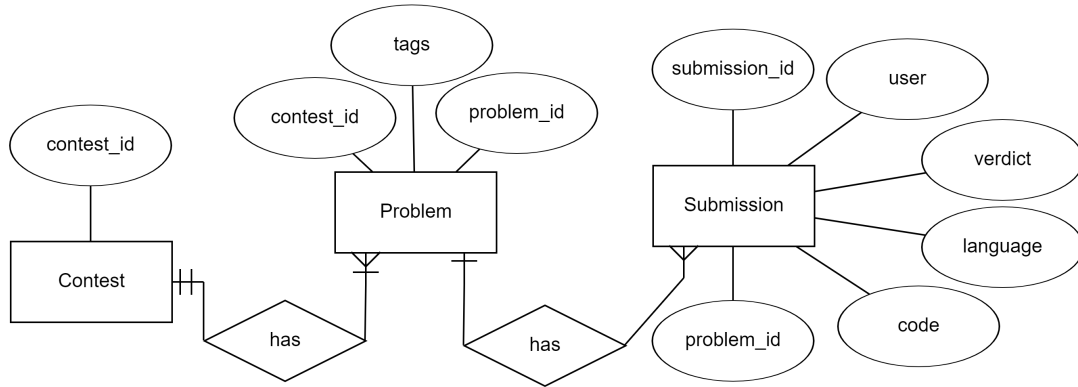 tags
submission_id
user
contest_id
problem_id
contest_id
verdict
Problem
Submission
language
Contest
code
has
has
problem_id